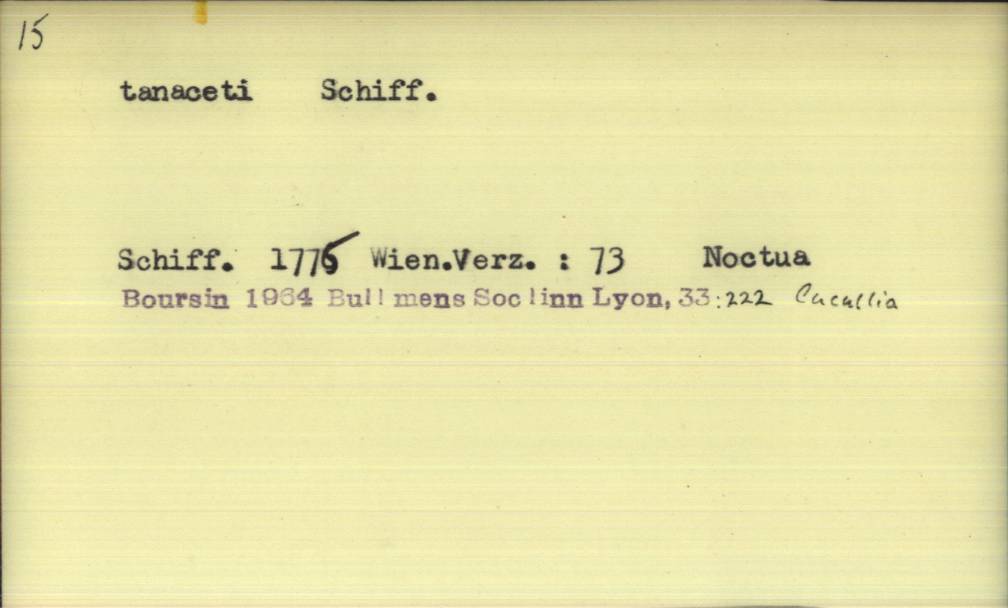 15
tanaceti Schiff.
Schiff. 1775 Wien.Verz. : 73 Noctua
Boursin 1964 Bull mens Soc linn Lyon, 33:222 Cucullia